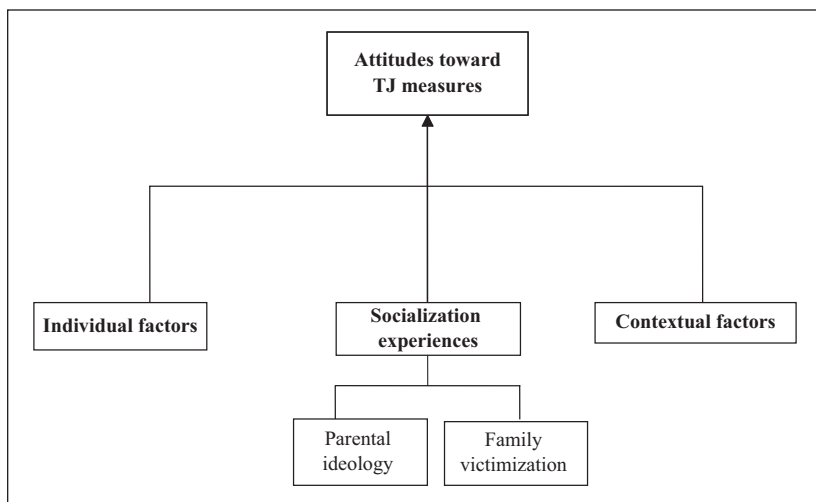 Attitudes toward
TJ measures
Individual factors
Socialization
experiences
Contextual factors
Parental
ideology
Family
victimization